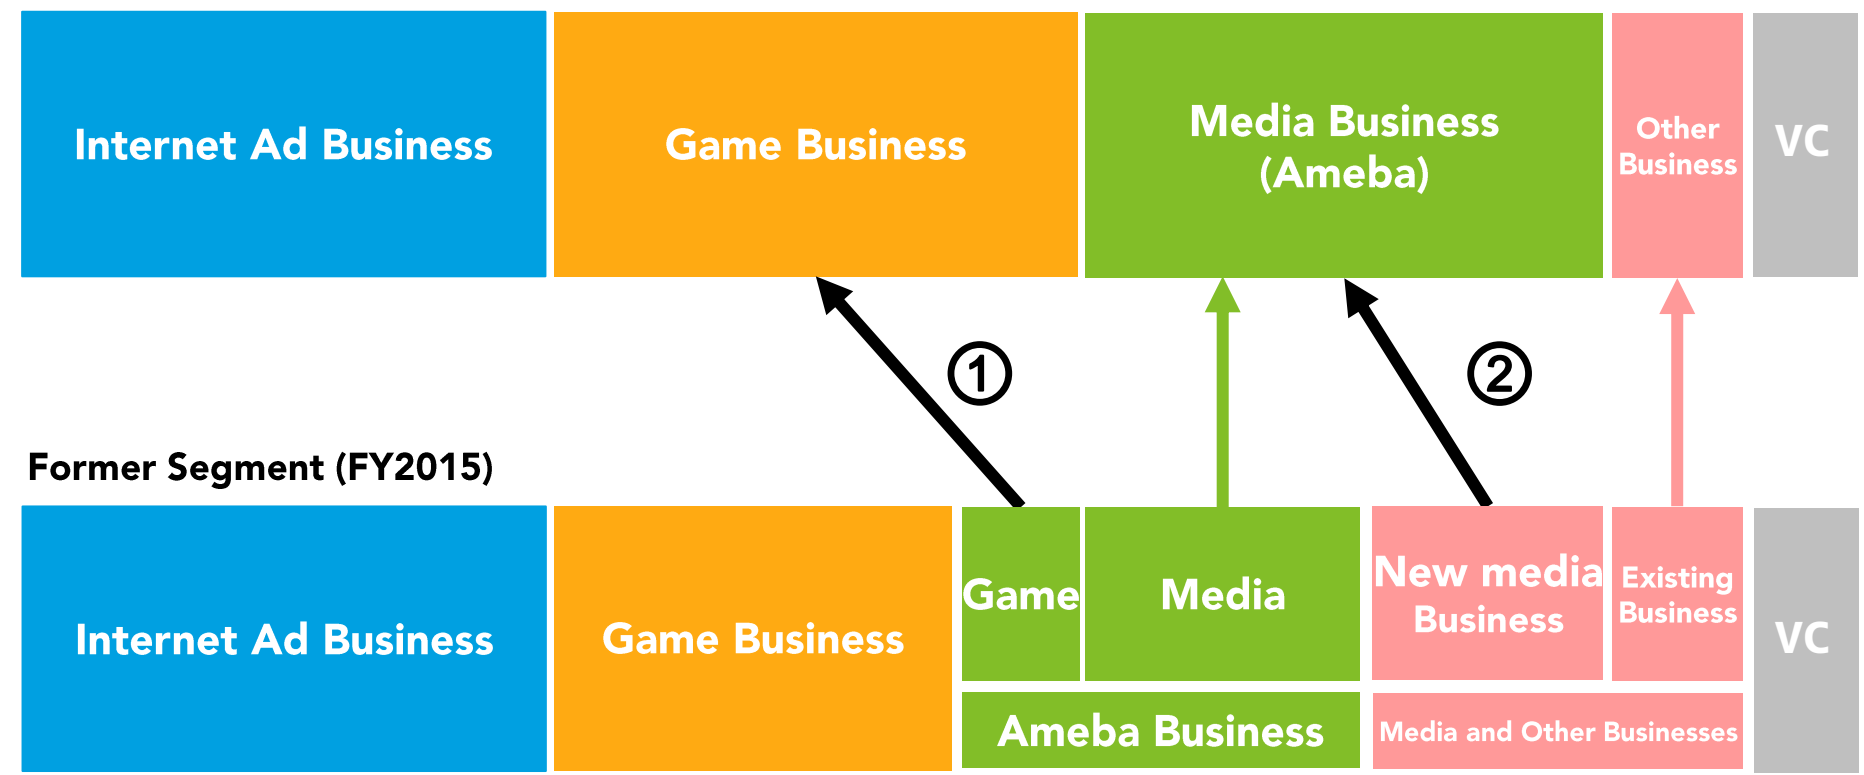 Internet Ad Business
Game Business
Media Business
(Ameba)
Other
Business
VC
①
②
Former Segment (FY2015)
Internet Ad Business
Game Business
Game
Media
New media
Business
Existing
Business
VC
Ameba Business
Media and Other Businesses